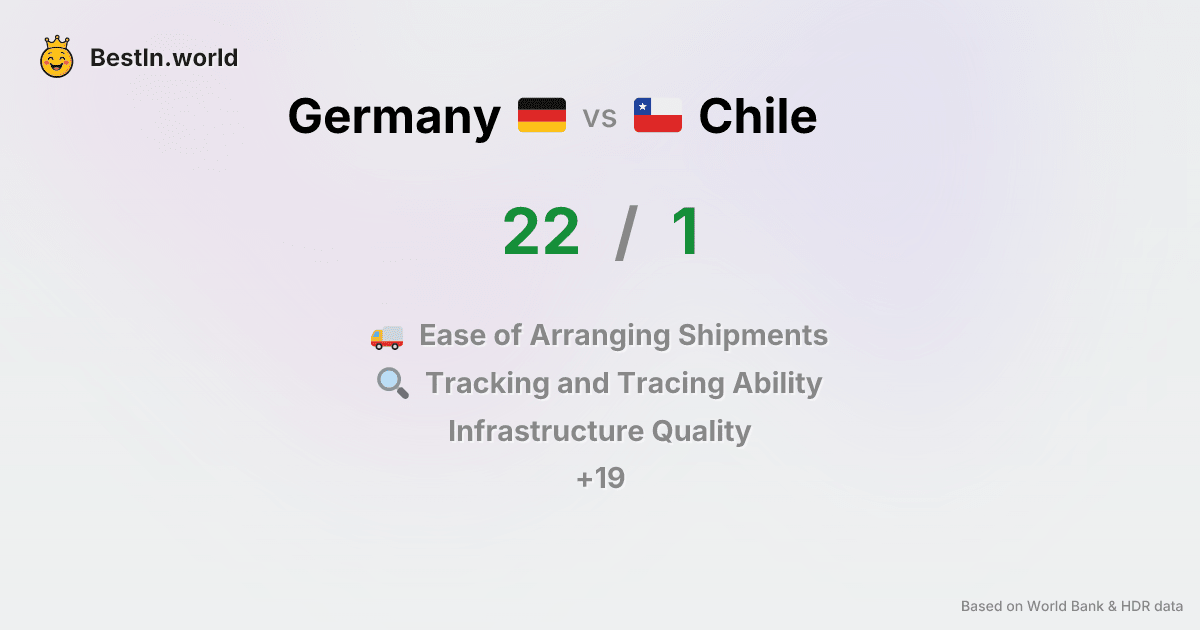 BestIn.world
Germany vs Chile
22 / 1
Ease of Arranging Shipments
Tracking and Tracing Ability
Infrastructure Quality
+19
Based on World Bank & HDR data